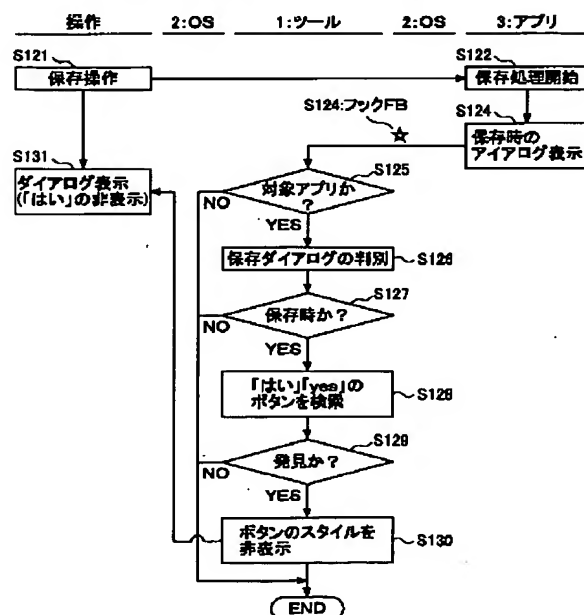 操作 2:OS 1:ツール 2:OS 3:アプリ
S121
保存操作
S122
保存処理開始
S124:フックFB
☆
S124
保存時の
アイアログ表示
S131
ダイアログ表示
(「はい」の非表示)
S125
対象アプリか
?
NO
YES
保存ダイアログの判別
S126
S127
保存時か?
NO
YES
「はい」「yes」の
ボタンを検索
S128
S129
発見か?
NO
YES
ボタンのスタイルを
非表示
S130
END